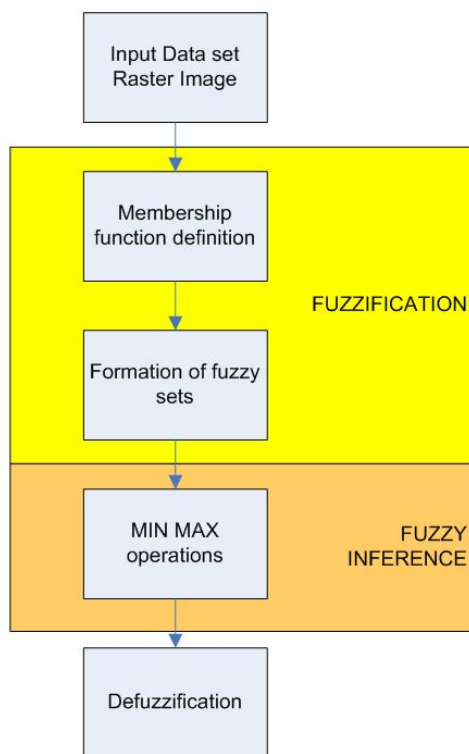 Input Data set
Raster Image
Membership
function definition
FUZZIFICATION
Formation of fuzzy
sets
MIN MAX
operations
FUZZY
INFERENCE
Defuzzification